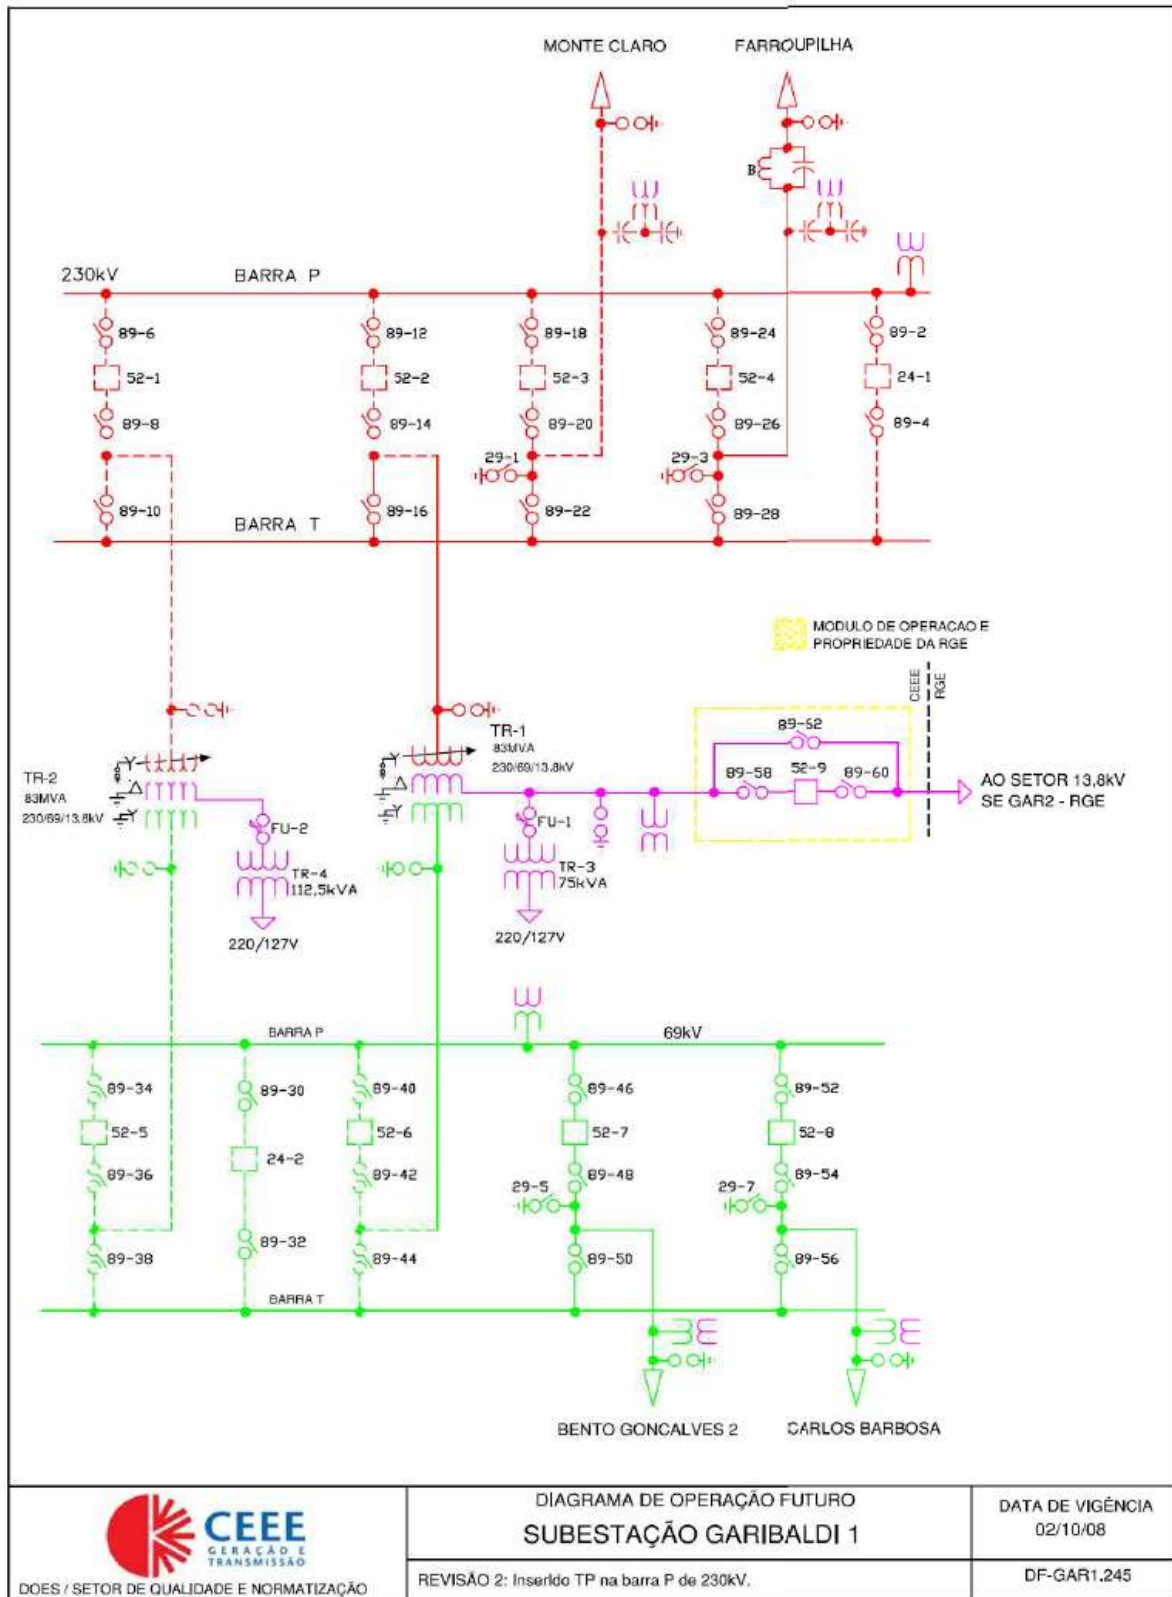 MONTE CLARO
FARROUPILHA
B
230kV
BARRA P
89-6
89-12
89-18
89-24
89-2
52-1
52-2
52-3
52-4
24-1
89-8
89-14
89-20
89-26
89-4
29-1
29-3
89-10
89-16
89-22
89-28
BARRA T
MODULO DE OPERACAO E
PROPRIEDADE DA RGE
CEEE
RGE
TR-1
83MVA
230/69/13.8kV
TR-2
83MVA
230/69/13.8kV
89-62
89-58
52-9
89-60
AO SETOR 13,8kV
SE GAR2 - RGE
FU-2
FU-1
TR-4
112,5kVA
TR-3
75kVA
220/127V
220/127V
BARRA P
69kV
89-34
89-30
89-40
89-46
89-52
52-5
24-2
52-6
52-7
52-8
89-36
89-42
89-48
89-54
29-5
29-7
89-38
89-32
89-44
89-50
89-56
BARRA T
BENTO GONCALVES 2
CARLOS BARBOSA
CEEE
GERAÇÃO E
TRANSMISSÃO
DOES / SETOR DE QUALIDADE E NORMATIZAÇÃO
DIAGRAMA DE OPERAÇÃO FUTURO
SUBESTAÇÃO GARIBALDI 1
REVISÃO 2: Inserido TP na barra P de 230kV.
DATA DE VIGÊNCIA
02/10/08
DF-GAR1.245